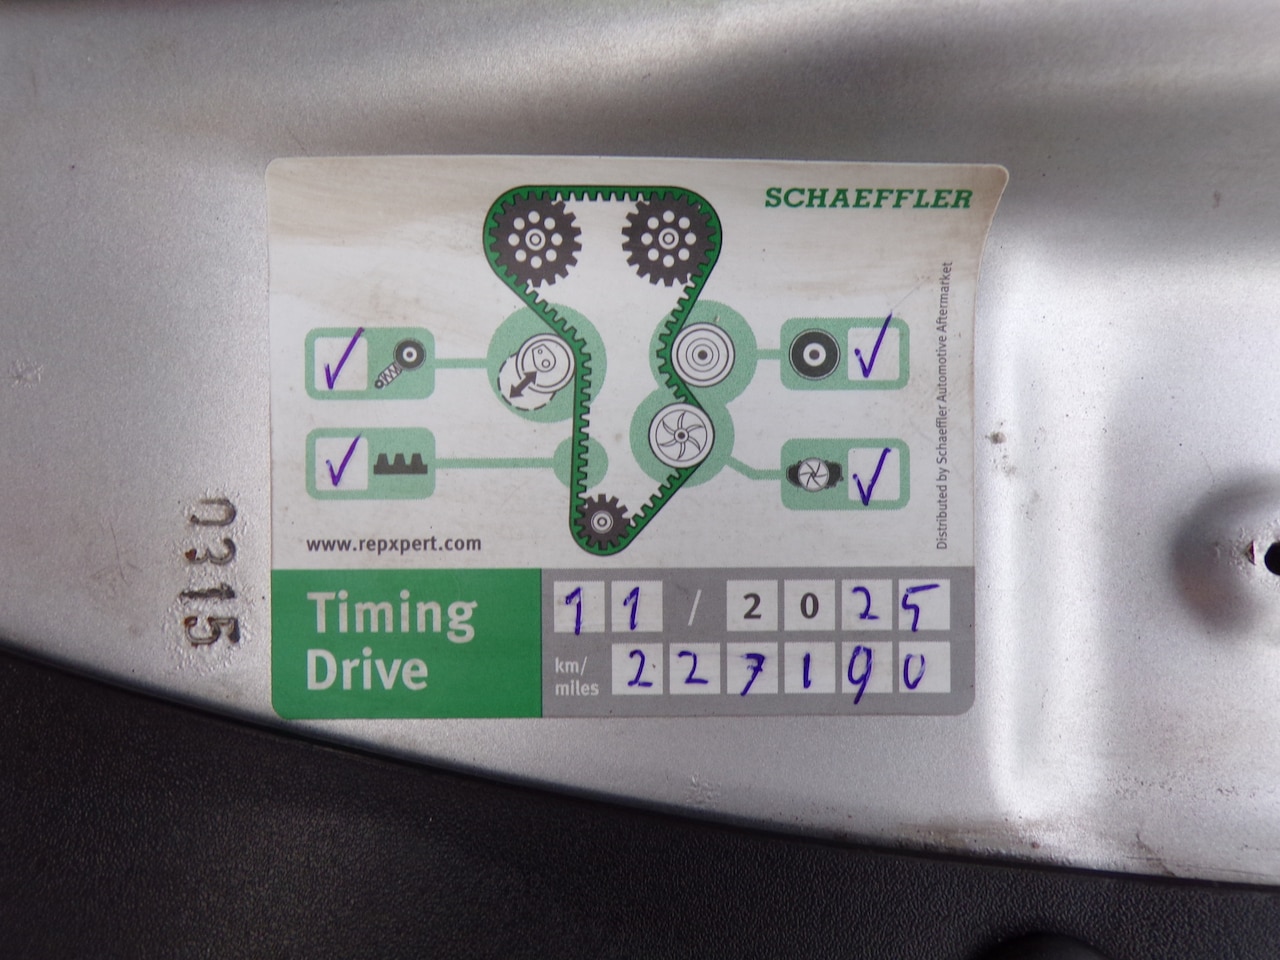 SCHAEFFLER
Distributed by Schaeffler Automotive Aftermarket
www.repxpert.com
Timing
Drive
11 / 2025
km/
miles
227190
0315